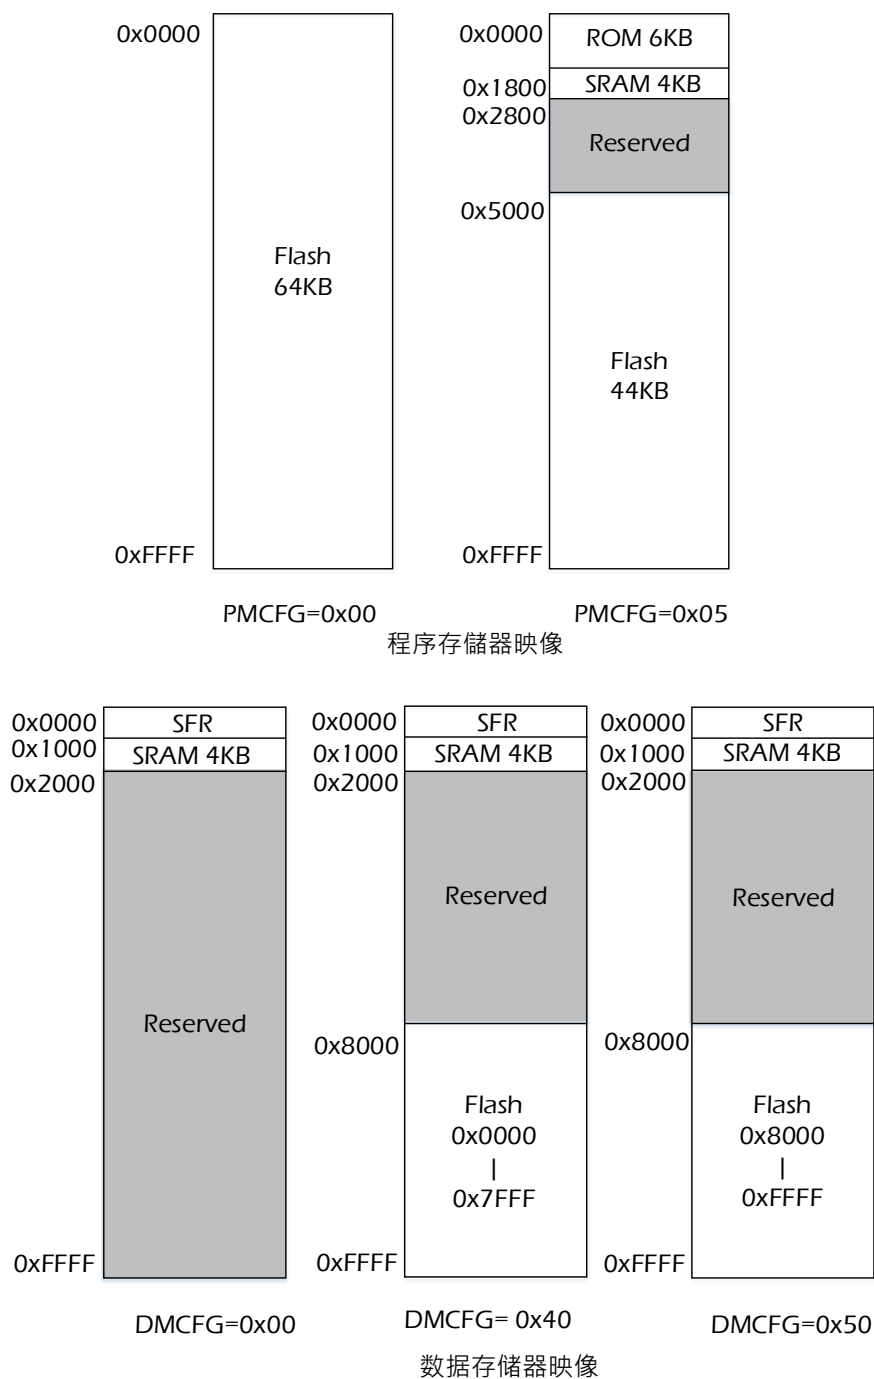 0x0000
Flash
64KB
0xFFFF
PMCFG=0x00
0x0000
ROM 6KB
0x1800
SRAM 4KB
0x2800
Reserved
0x5000
Flash
44KB
0xFFFF
PMCFG=0x05
程序存儲器映像
0x0000
SFR
0x1000
SRAM 4KB
0x2000
Reserved
0xFFFF
DMCFG=0x00
0x0000
SFR
0x1000
SRAM 4KB
0x2000
Reserved
0x8000
Flash
0x0000
|
0x7FFF
0xFFFF
DMCFG= 0x40
0x0000
SFR
0x1000
SRAM 4KB
0x2000
Reserved
0x8000
Flash
0x8000
|
0xFFFF
0xFFFF
DMCFG=0x50
数据存储器映像